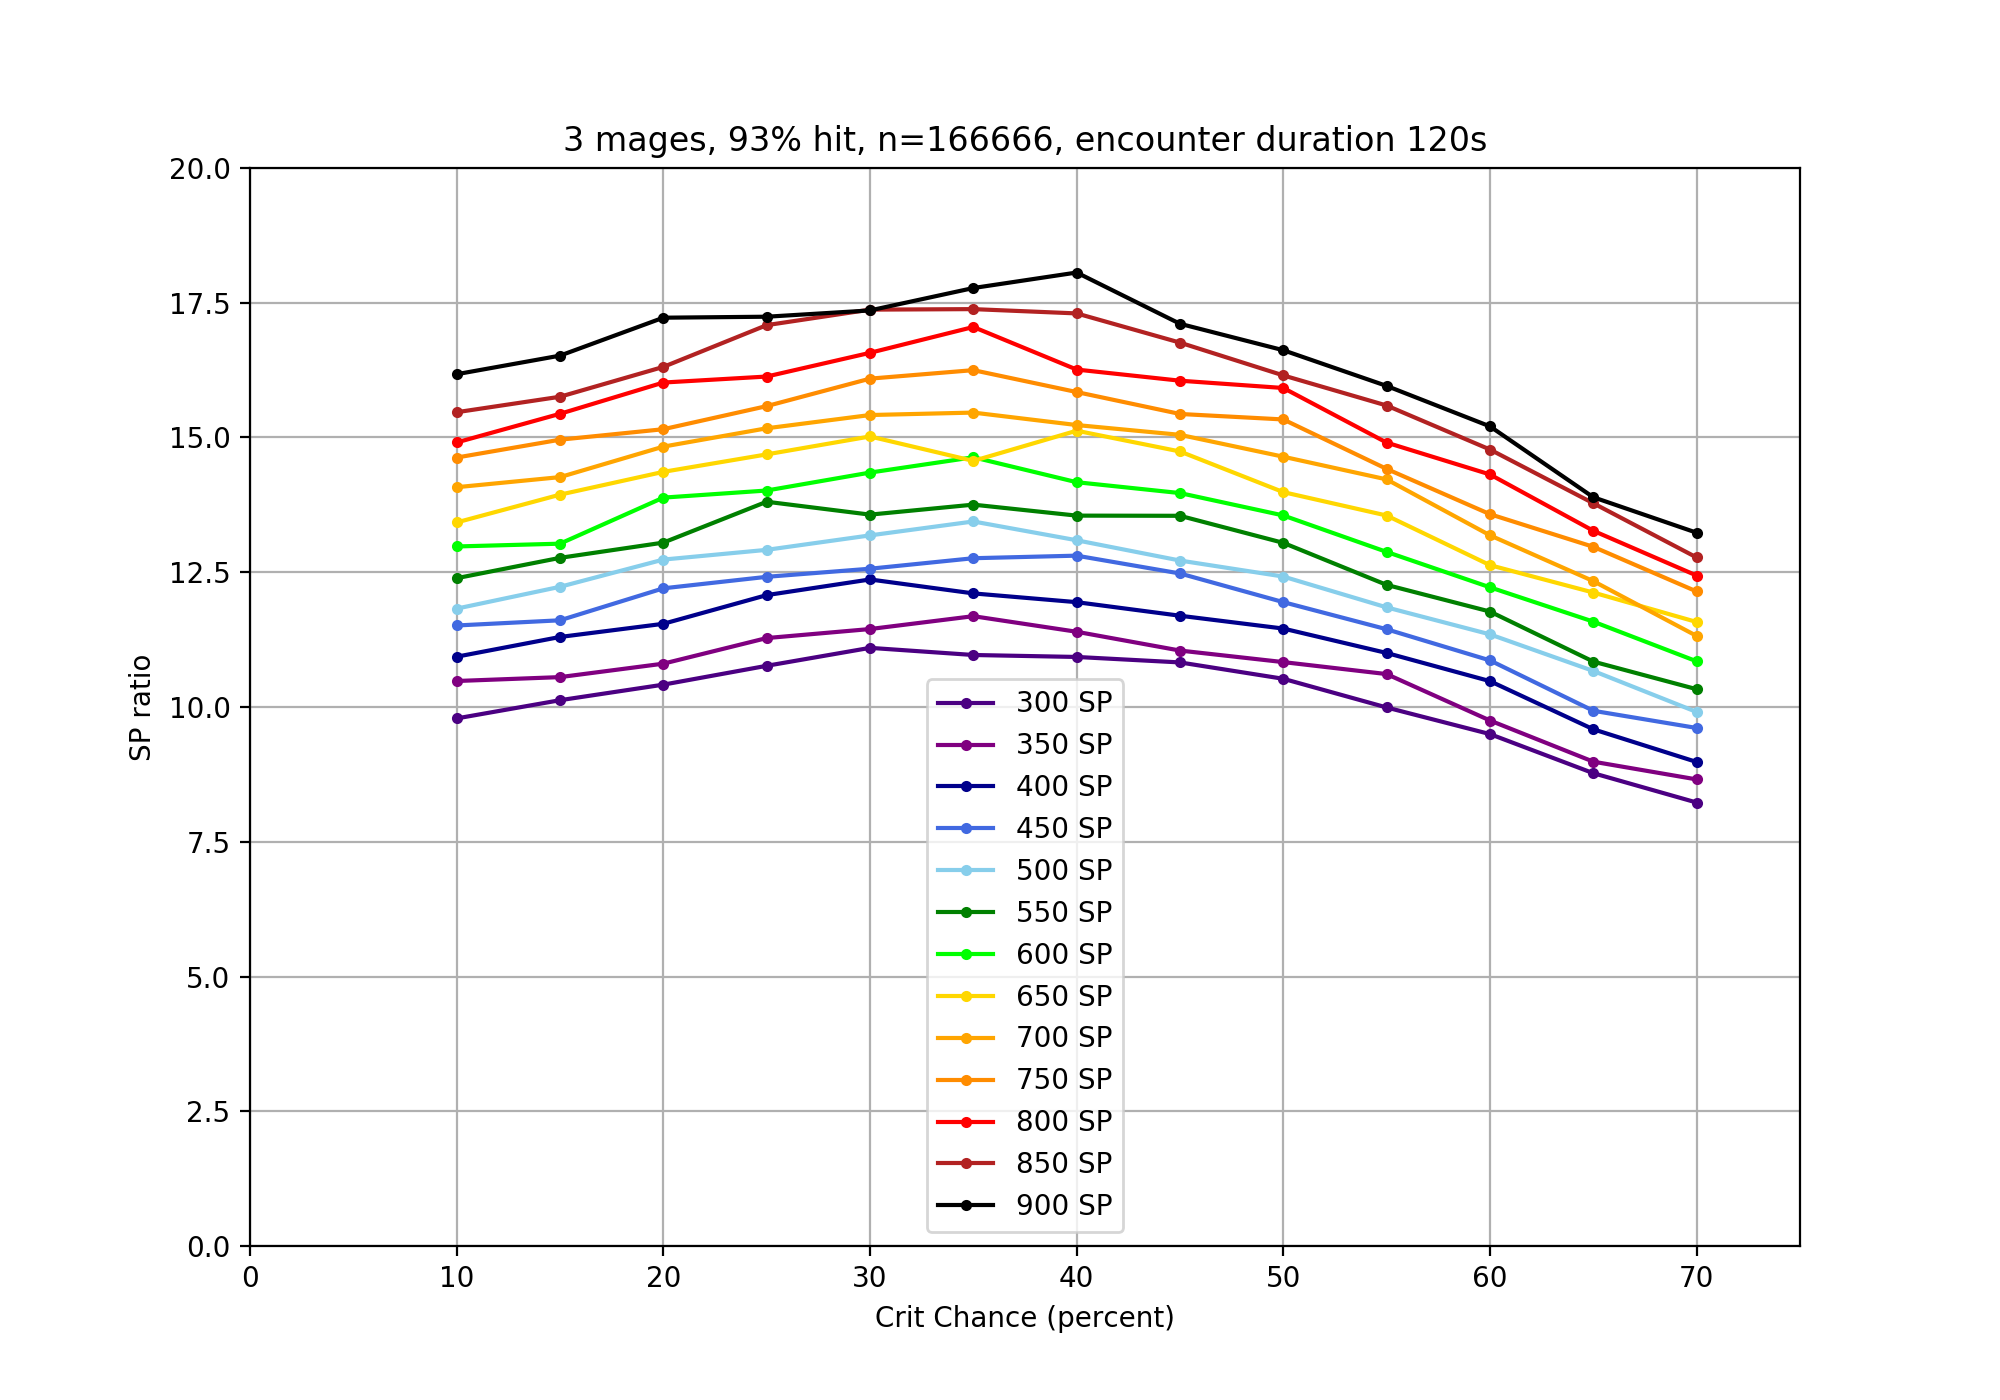 3 mages, 93% hit, n=166666, encounter duration 120s
20.0
17.5
15.0
12.5
10.0
7.5
5.0
2.5
0.0
SP ratio
300 SP
350 SP
400 SP
450 SP
500 SP
550 SP
600 SP
650 SP
700 SP
750 SP
800 SP
850 SP
900 SP
0 10 20 30 40 50 60 70
Crit Chance (percent)